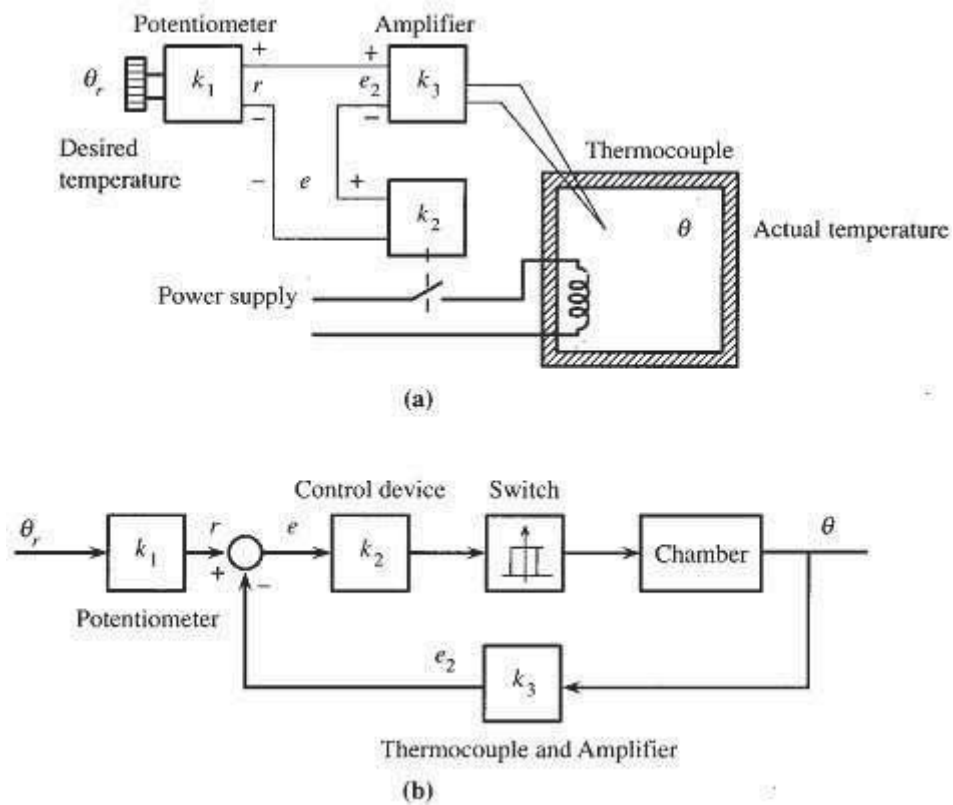 Potentiometer
Amplifier
θr
k1
+
r
−
+
e2
−
k3
Desired
temperature
−
e
+
k2
Thermocouple
θ
Actual temperature
Power supply
(a)
Control device
Switch
θr
k1
r
+
−
e
k2
Chamber
θ
Potentiometer
e2
k3
Thermocouple and Amplifier
(b)